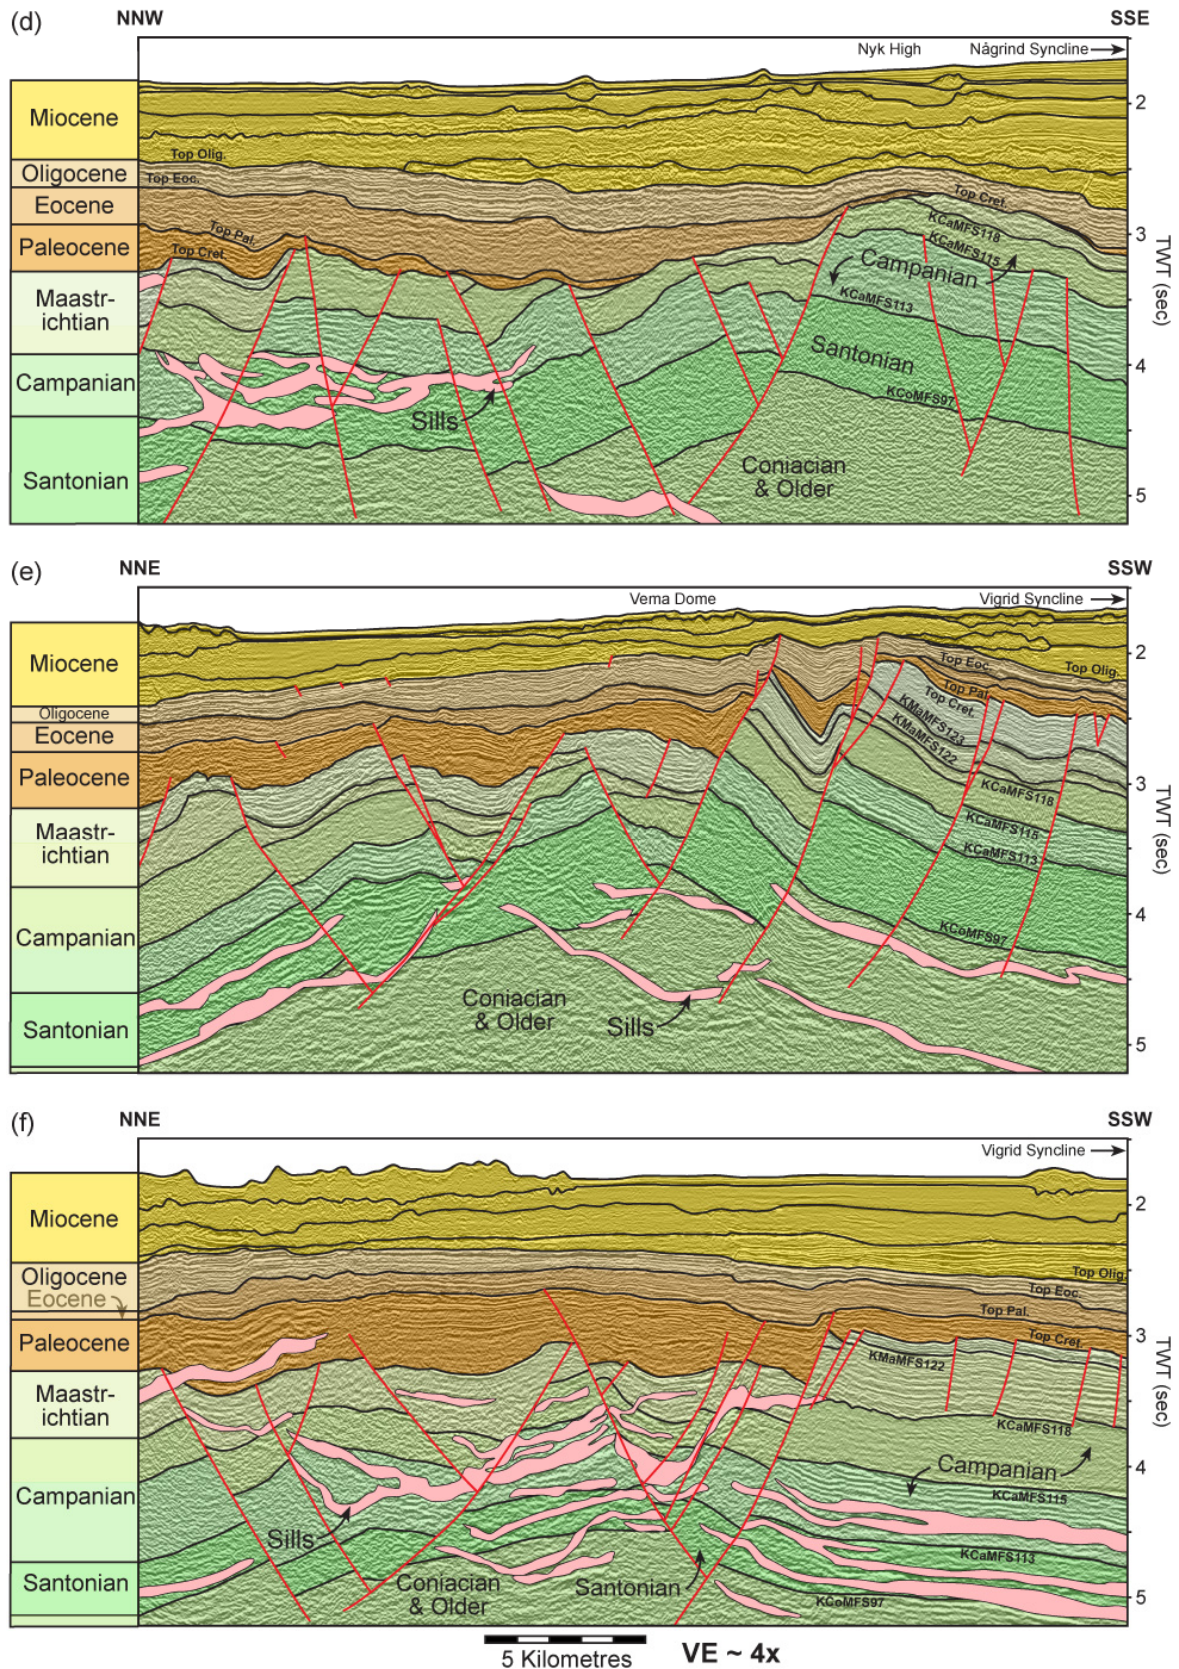 (d)
NNW
SSE
Nyk High
Någrind Syncline
Miocene
Oligocene
Eocene
Paleocene
Maastr-
ichtian
Campanian
Santonian
Top Olig.
Top Eoc.
Top Pal.
Top Cret.
Top Cret.
KCaMFS118
KCaMFS115
Campanian
KCaMFS113
Santonian
KCoMFS97
Sills
Coniacian
& Older
2
3
4
5
TWT (sec)
(e)
NNE
SSW
Vema Dome
Vigrid Syncline
Miocene
Oligocene
Eocene
Paleocene
Maastr-
ichtian
Campanian
Santonian
Top Eoc.
Top Olig.
Top Pal.
Top Cret.
KMaMFS123
KMaMFS122
KCaMFS118
KCaMFS115
KCaMFS113
KCoMFS97
Coniacian
& Older
Sills
2
3
4
5
TWT (sec)
(f)
NNE
SSW
Vigrid Syncline
Miocene
Oligocene
Eocene
Paleocene
Maastr-
ichtian
Campanian
Santonian
Top Olig.
Top Eoc.
Top Pal.
Top Cret.
KMaMFS122
KCaMFS118
Campanian
KCaMFS115
KCaMFS113
KCoMFS97
Sills
Coniacian
& Older
Santonian
2
3
4
5
TWT (sec)
5 Kilometres
VE ~ 4x